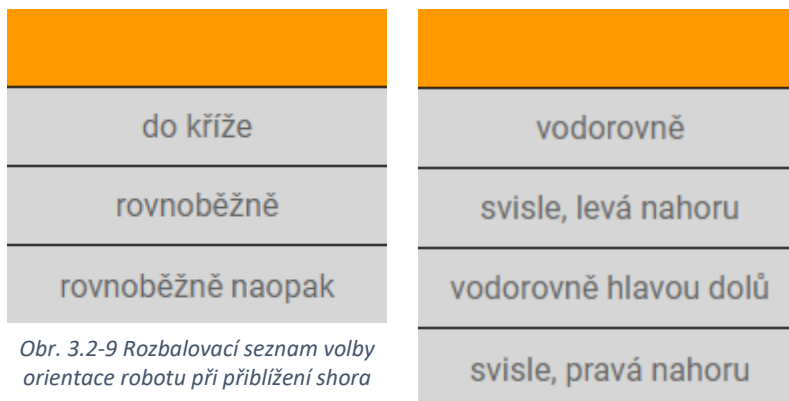 do kříže
rovnoběžně
rovnoběžně naopak
Obr. 3.2-9 Rozbalovací seznam volby
orientace robotu při přiblížení shora
vodorovně
svisle, levá nahoru
vodorovně hlavou dolů
svisle, pravá nahoru